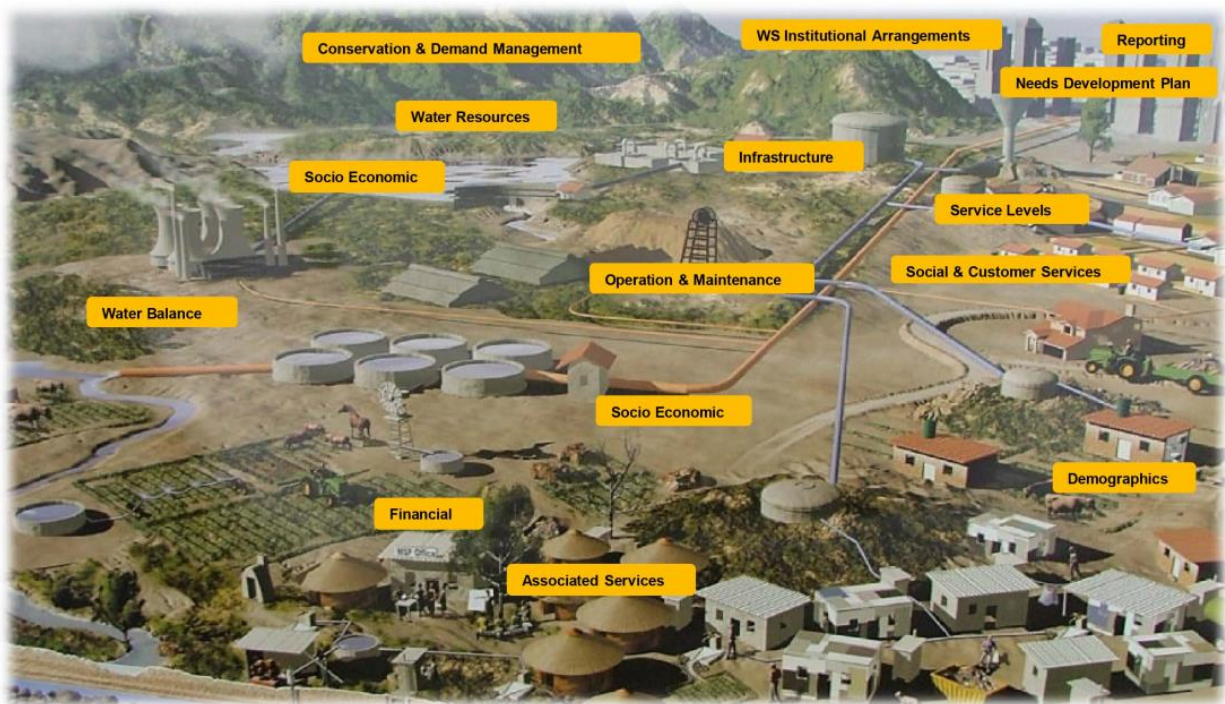 WS Institutional Arrangements
Reporting
Conservation & Demand Management
Needs Development Plan
Water Resources
Infrastructure
Socio Economic
Service Levels
Social & Customer Services
Operation & Maintenance
Water Balance
Socio Economic
Demographics
Financial
WSP Office
Associated Services